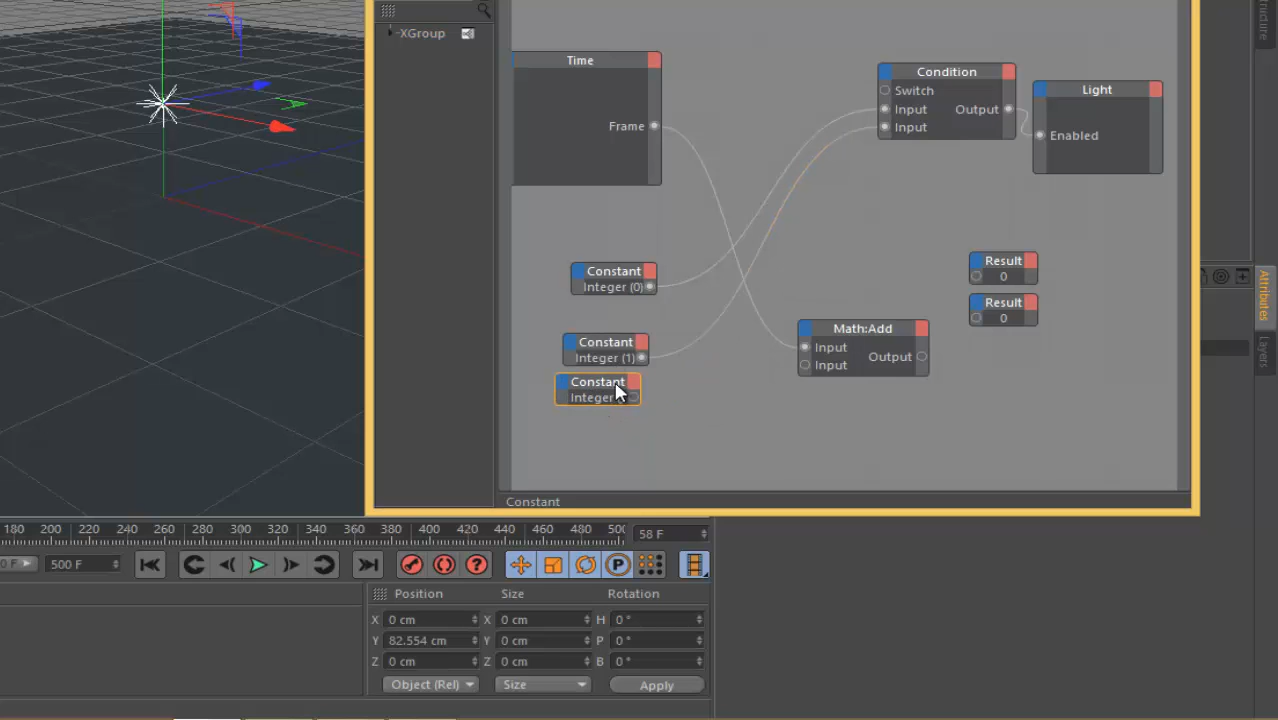 -XGroup
Time
Frame
Condition
Switch
Input
Output
Input
Light
Enabled
Constant
Integer (0)
Constant
Integer (1)
Constant
Integer
Math:Add
Input
Output
Input
Result
0
Result
0
Constant
Attributes
Layers
180 200 220 240 260 280 300 320 340 360 380 400 420 440 460 480 500
58 F
0 F
500 F
P
Position Size Rotation
X 0 cm X 0 cm H 0 °
Y 82.554 cm Y 0 cm P 0 °
Z 0 cm Z 0 cm B 0 °
Object (Rel) Size Apply